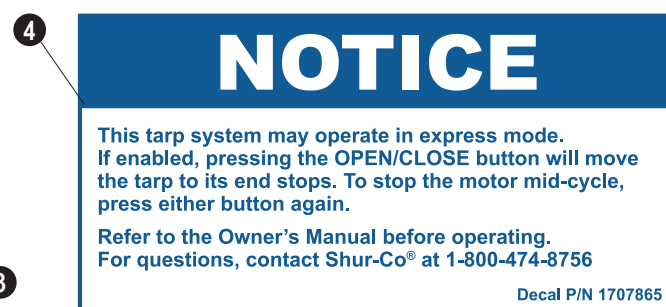 4
NOTICE
This tarp system may operate in express mode.
If enabled, pressing the OPEN/CLOSE button will move
the tarp to its end stops. To stop the motor mid-cycle,
press either button again.
Refer to the Owner’s Manual before operating.
For questions, contact Shur-Co® at 1-800-474-8756
Decal P/N 1707865